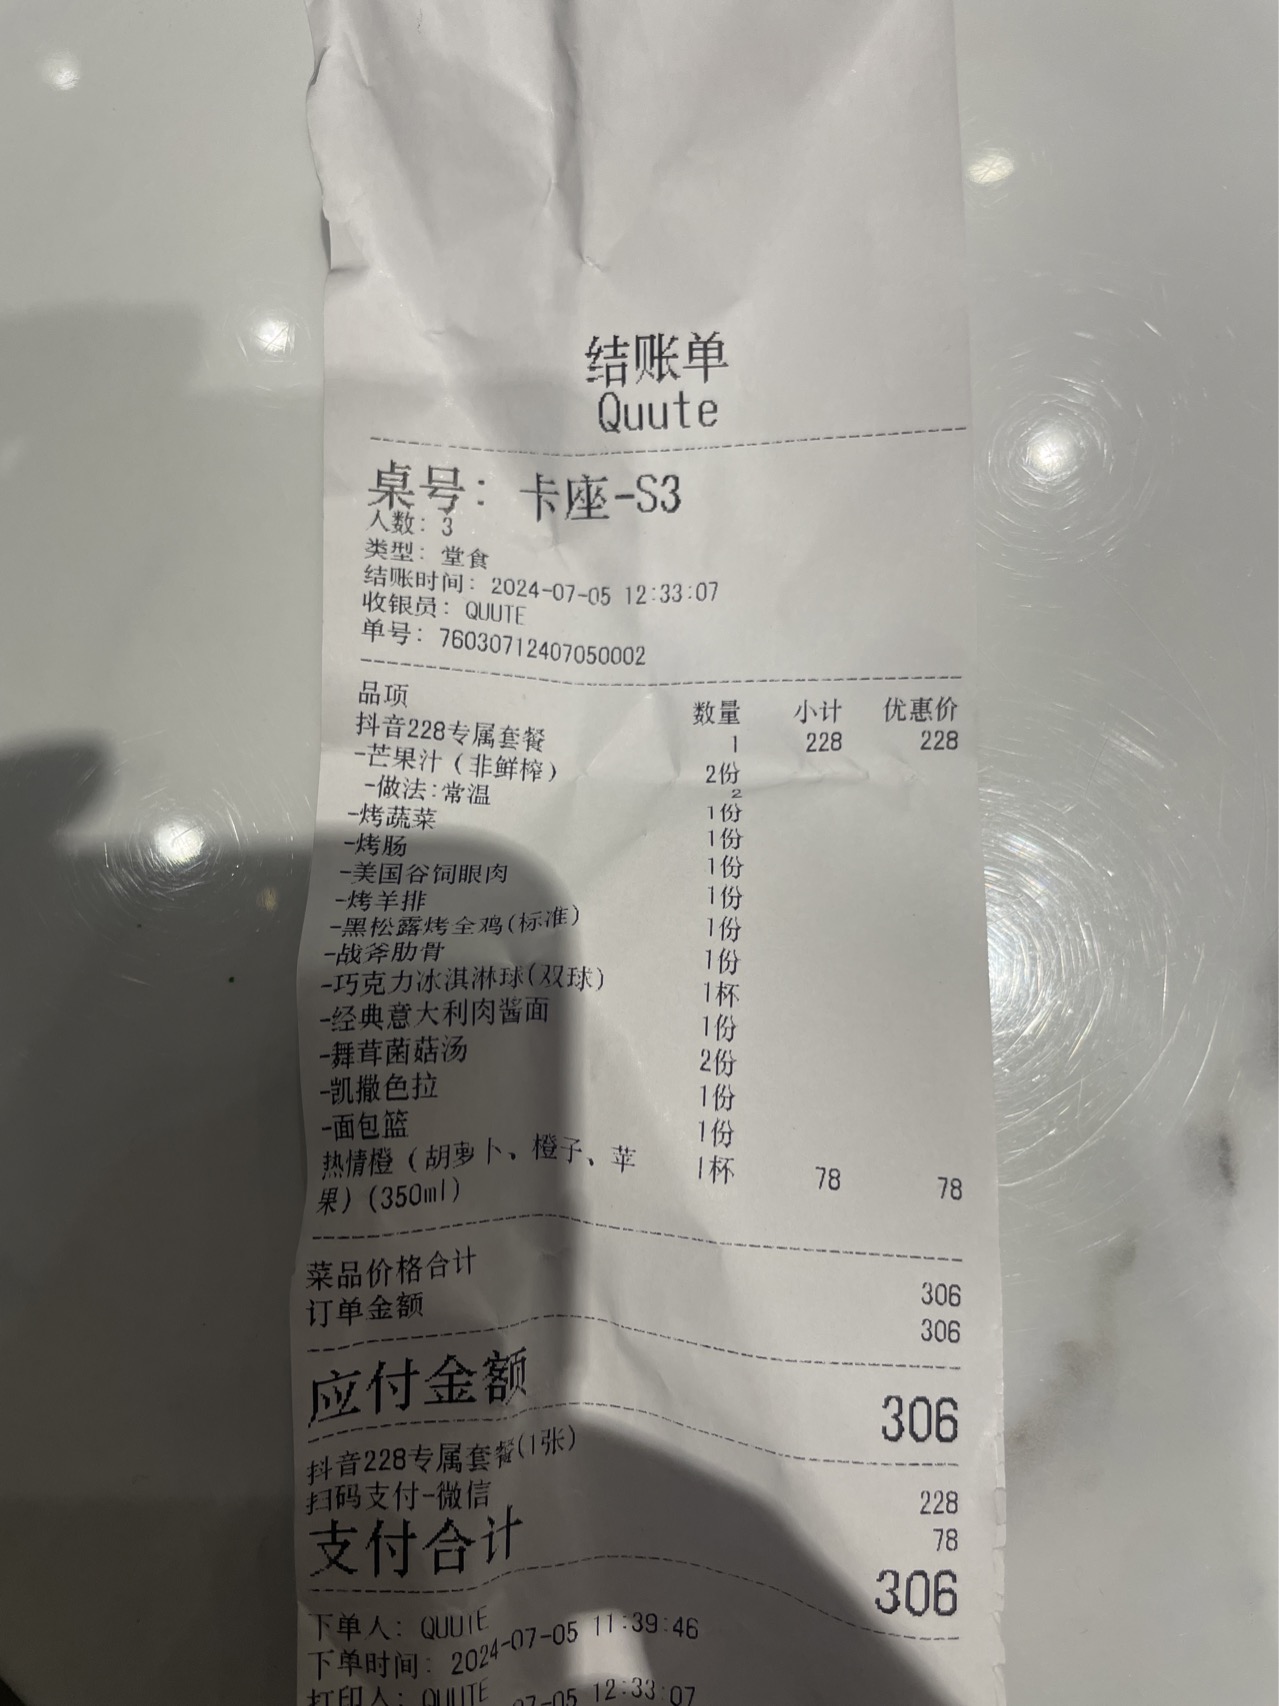 结账单
Quute
桌号：卡座-S3
人数：3
类型：堂食
结账时间：2024-07-05 12:33:07
收银员：QUUTE
单号：76030712407050002
品项 数量 小计 优惠价
抖音228专属套餐 1 228 228
-芒果汁（非鲜榨） 2份
-做法:常温 2
-烤蔬菜 1份
-烤肠 1份
-美国谷饲眼肉 1份
-烤羊排 1份
-黑松露烤全鸡(标准) 1份
-战斧肋骨 1份
-巧克力冰淇淋球(双球) 1杯
-经典意大利肉酱面 1份
-舞茸菌菇汤 2份
-凯撒色拉 1份
-面包篮 1份
热情橙（胡萝卜、橙子、苹 1杯 78 78
果）(350ml)
菜品价格合计 306
订单金额 306
应付金额 306
抖音228专属套餐(1张) 228
扫码支付-微信 78
支付合计 306
下单人：QUUTE
下单时间：2024-07-05 11:39:46
打印人：QUUTE
07-05 12:33:07